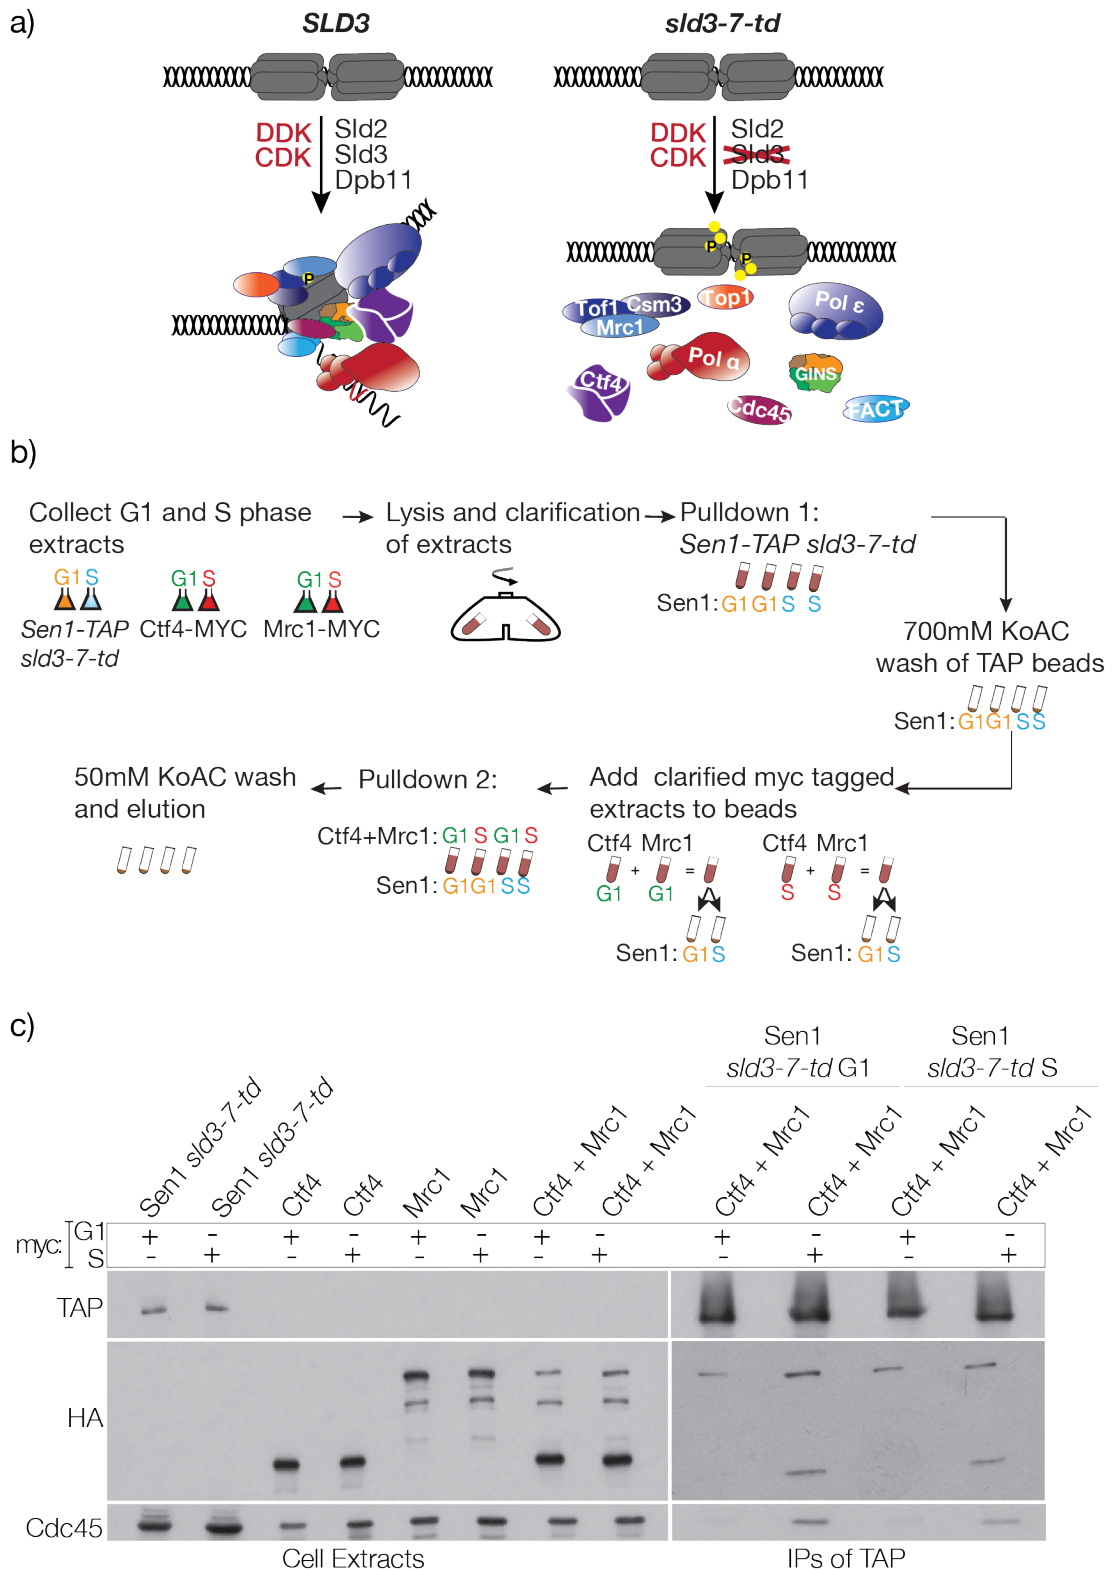 a)
SLD3
sld3-7-td
DDK
CDK
Sld2
Sld3
Dpb11
DDK
CDK
Sld2
Sld3
Dpb11
P
P
P
Tof1
Csm3
Mrc1
Top1
Pol ε
Pol α
Ctf4
GINS
Cdc45
FACT
b)
Collect G1 and S phase
extracts
G1 S
G1 S
G1 S
Sen1-TAP
sld3-7-td
Ctf4-MYC
Mrc1-MYC
Lysis and clarification
of extracts
Pulldown 1:
Sen1-TAP sld3-7-td
Sen1: G1 G1 S S
700mM KoAC
wash of TAP beads
Sen1: G1 G1 S S
Add clarified myc tagged
extracts to beads
Ctf4 Mrc1
+ =
G1 G1
Sen1: G1 S
Ctf4 Mrc1
+ =
S S
Sen1: G1 S
Pulldown 2:
Ctf4+Mrc1: G1 S G1 S
Sen1: G1 G1 S S
50mM KoAC wash
and elution
c)
Sen1
sld3-7-td G1
Sen1
sld3-7-td S
Sen1 sld3-7-td
Sen1 sld3-7-td
Ctf4
Ctf4
Mrc1
Mrc1
Ctf4 + Mrc1
Ctf4 + Mrc1
Ctf4 + Mrc1
Ctf4 + Mrc1
Ctf4 + Mrc1
Ctf4 + Mrc1
myc:
G1 + - + - + - + - + - + -
S - + - + - + - + - + - +
TAP
HA
Cdc45
Cell Extracts
IPs of TAP